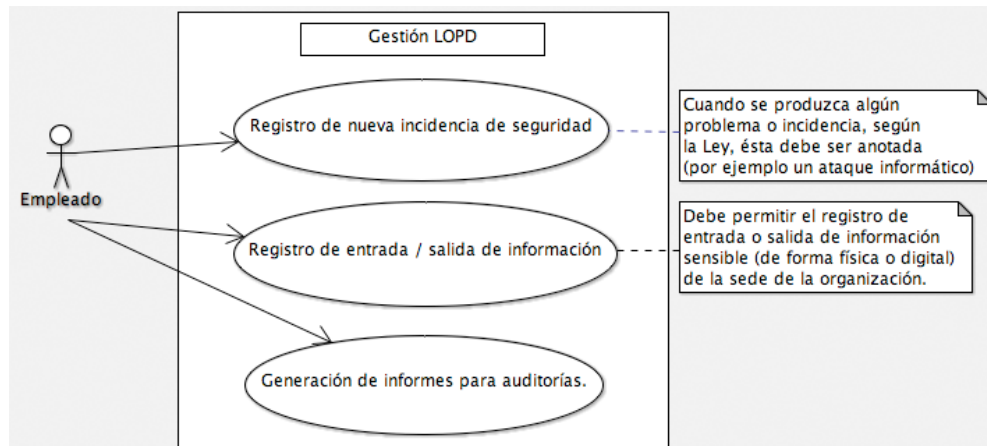 Gestión LOPD
Registro de nueva incidencia de seguridad
Cuando se produzca algún
problema o incidencia, según
la Ley, ésta debe ser anotada
(por ejemplo un ataque informático)
Empleado
Registro de entrada / salida de información
Debe permitir el registro de
entrada o salida de información
sensible (de forma física o digital)
de la sede de la organización.
Generación de informes para auditorías.